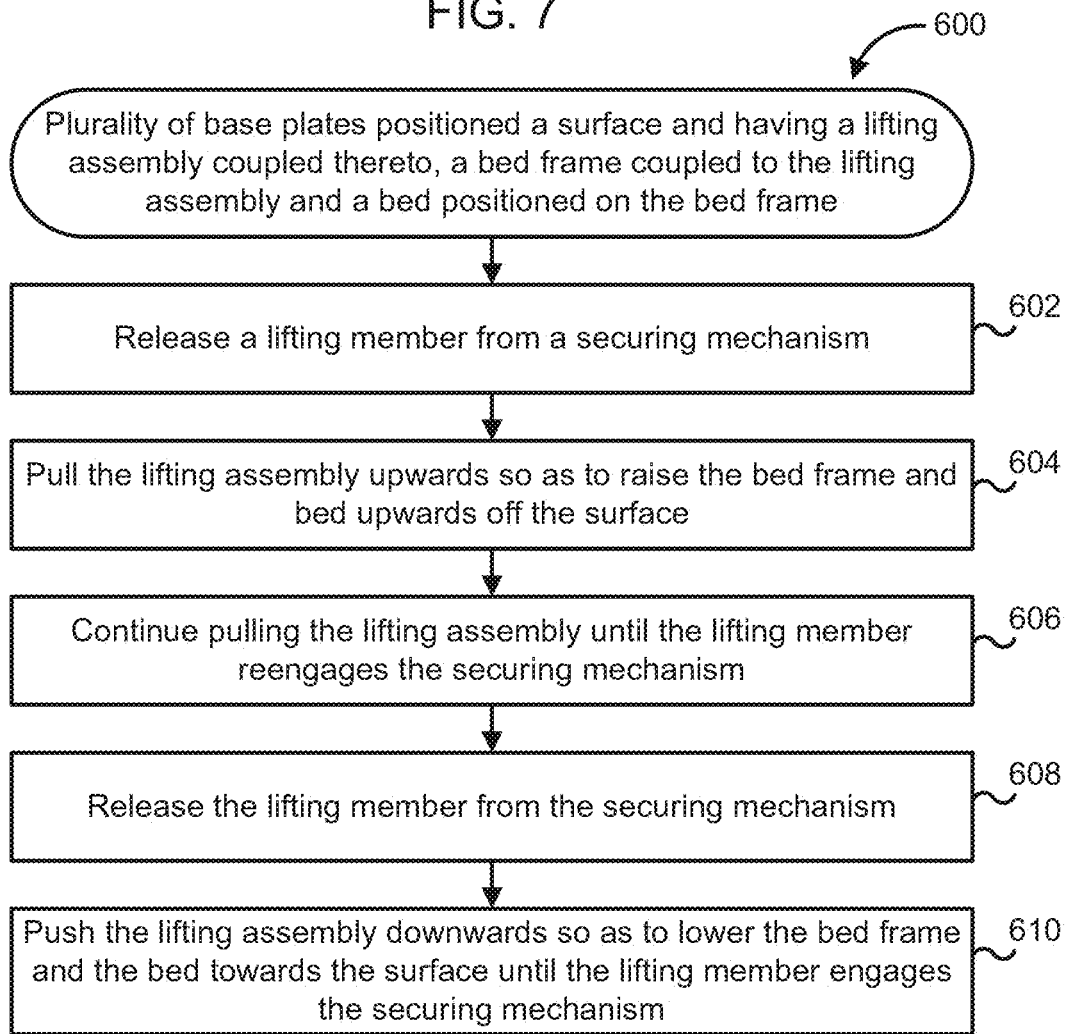 FIG. 7
600
Plurality of base plates positioned a surface and having a lifting
assembly coupled thereto, a bed frame coupled to the lifting
assembly and a bed positioned on the bed frame
602
Release a lifting member from a securing mechanism
604
Pull the lifting assembly upwards so as to raise the bed frame and
bed upwards off the surface
606
Continue pulling the lifting assembly until the lifting member
reengages the securing mechanism
608
Release the lifting member from the securing mechanism
610
Push the lifting assembly downwards so as to lower the bed frame
and the bed towards the surface until the lifting member engages
the securing mechanism